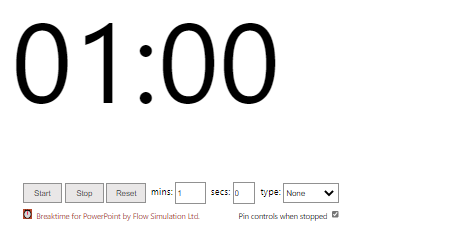 01:00
Start Stop Reset mins: 1 secs: 0 type: None
Breaktime for PowerPoint by Flow Simulation Ltd. Pin controls when stopped